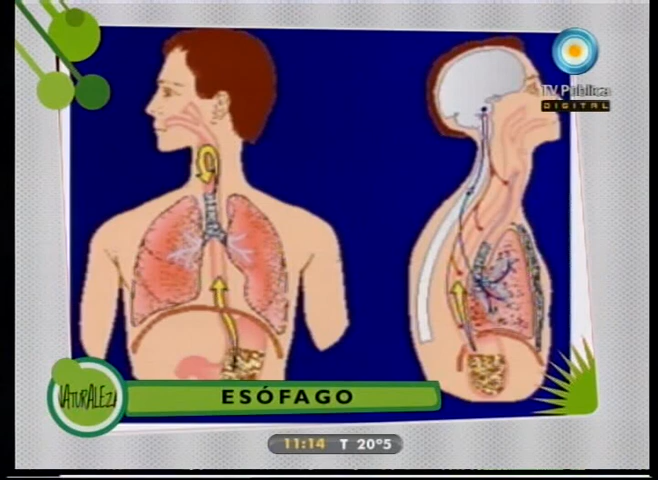 TV Pública
DIGITAL
NATURALEZA
ESÓFAGO
11:14 T 20º5